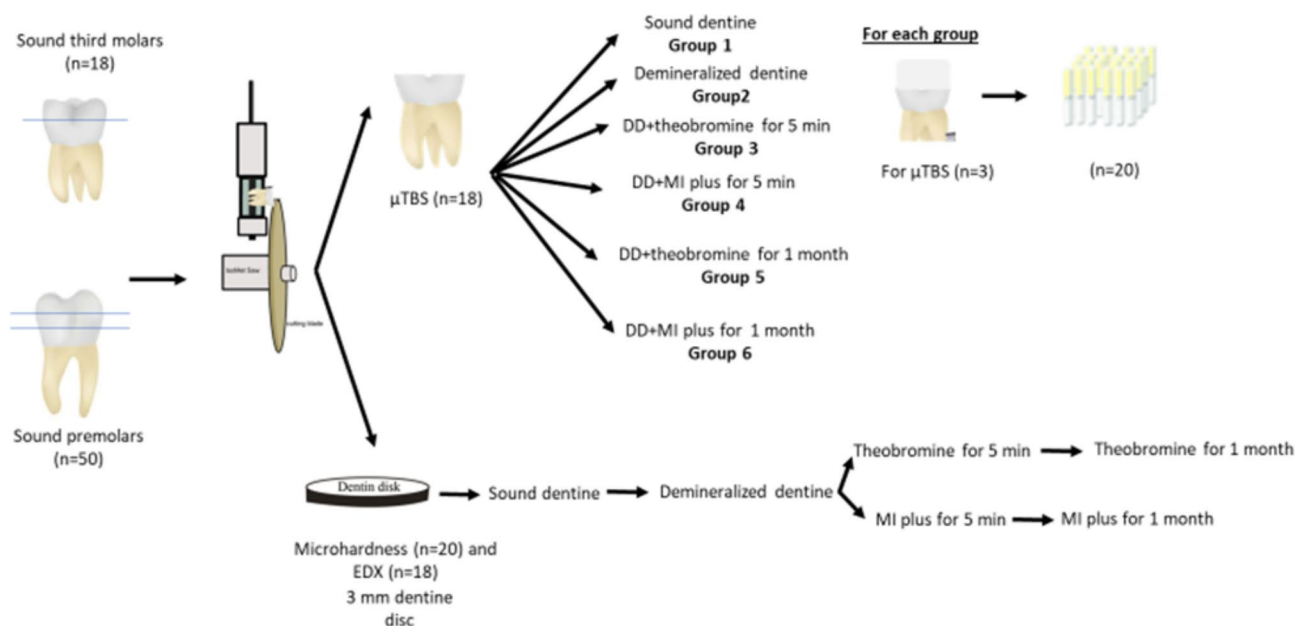 Sound third molars
(n=18)
Sound premolars
(n=50)
IsoMet Saw
cutting blade
μTBS (n=18)
Sound dentine
Group 1
Demineralized dentine
Group2
DD+theobromine for 5 min
Group 3
DD+MI plus for 5 min
Group 4
DD+theobromine for 1 month
Group 5
DD+MI plus for 1 month
Group 6
For each group
For μTBS (n=3)
(n=20)
Dentin disk
Microhardness (n=20) and
EDX (n=18)
3 mm dentine
disc
Sound dentine
Demineralized dentine
Theobromine for 5 min
Theobromine for 1 month
MI plus for 5 min
MI plus for 1 month